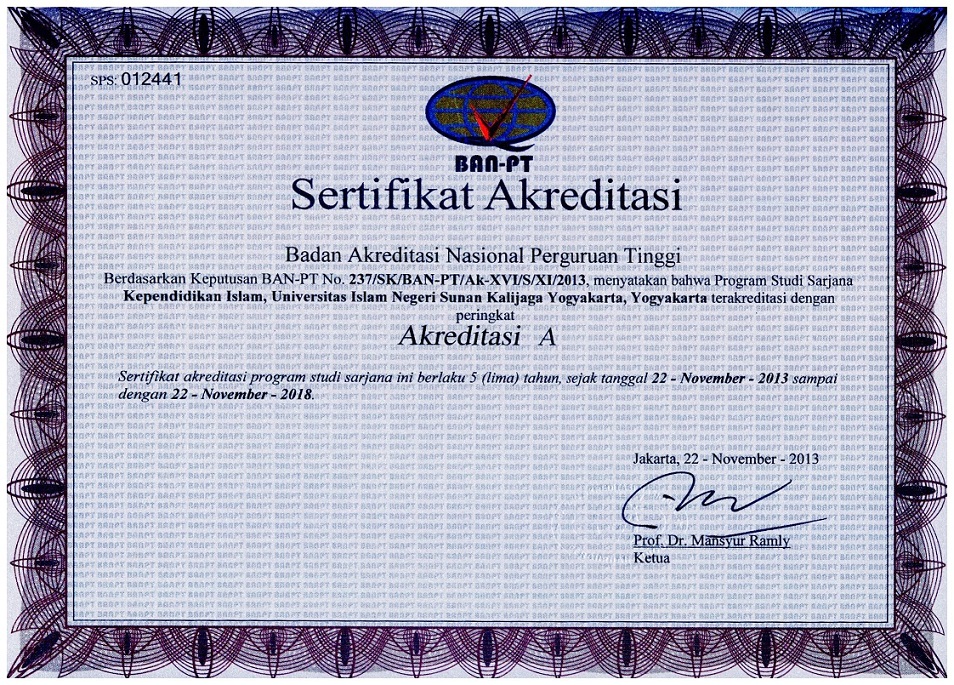 SPS: 012441
BAN-PT
Sertifikat Akreditasi
Badan Akreditasi Nasional Perguruan Tinggi
Berdasarkan Keputusan BAN-PT No. 237/SK/BAN-PT/Ak-XVI/S/XI/2013, menyatakan bahwa Program Studi Sarjana
Kependidikan Islam, Universitas Islam Negeri Sunan Kalijaga Yogyakarta, Yogyakarta terakreditasi dengan
peringkat
Akreditasi A
Sertifikat akreditasi program studi sarjana ini berlaku 5 (lima) tahun, sejak tanggal 22 - November - 2013 sampai
dengan 22 - November - 2018.
Jakarta, 22 - November - 2013
Prof. Dr. Mansyur Ramly
Ketua